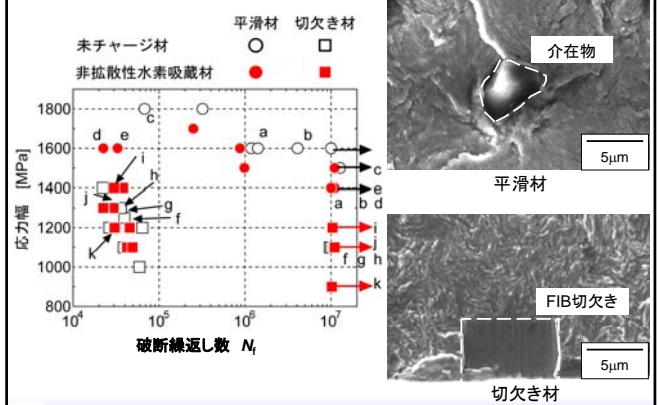 平滑材 切欠き材
未チャージ材
非拡散性水素吸蔵材
応力幅 [MPa]
1800
1600
1400
1200
1000
800
10⁴ 10⁵ 10⁶ 10⁷
破断繰返し数 Nf
c
d e a b
i
j h
g
f
k
c
e
a b d
i
j
f g h
k
介在物
5μm
平滑材
FIB切欠き
5μm
切欠き材